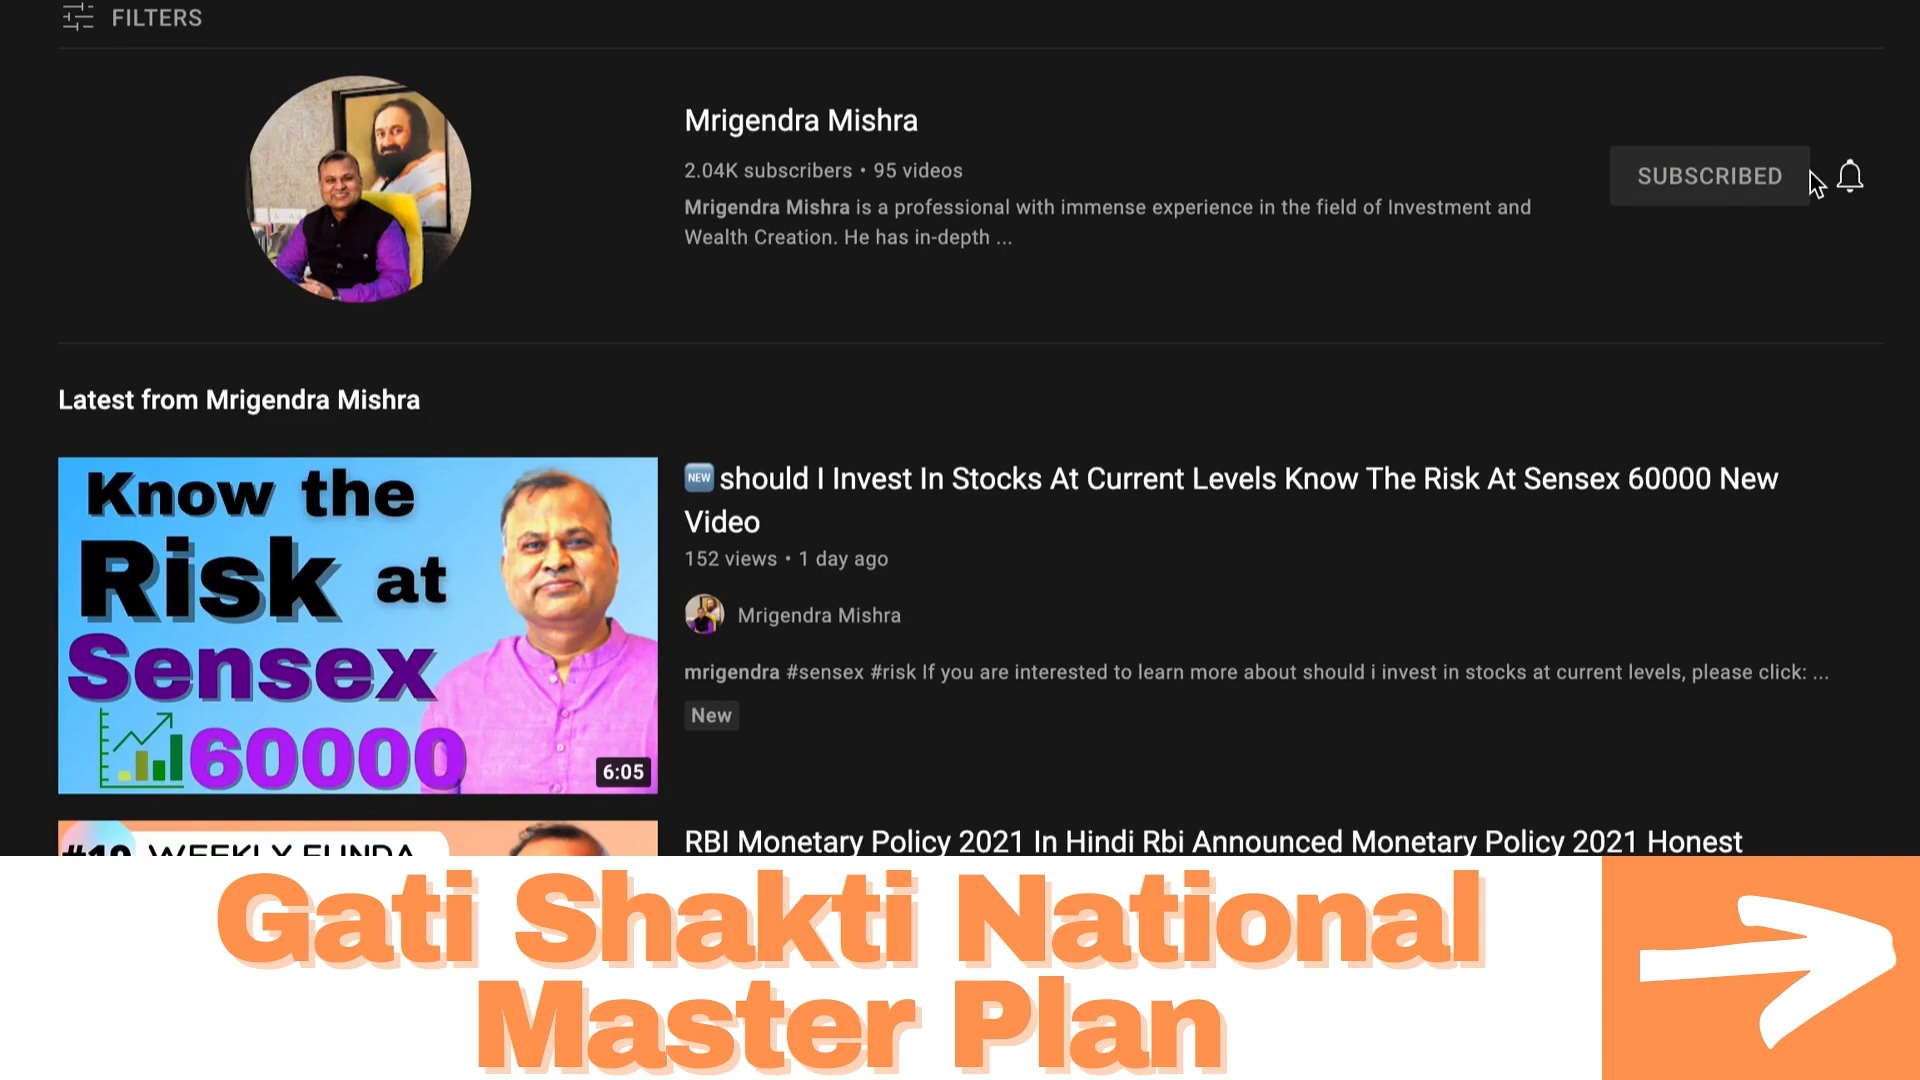 FILTERS
Mrigendra Mishra
2.04K subscribers • 95 videos
Mrigendra Mishra is a professional with immense experience in the field of Investment and
Wealth Creation. He has in-depth ...
SUBSCRIBED
Latest from Mrigendra Mishra
Know the
Risk at
Sensex
60000
6:05
NEW should I Invest In Stocks At Current Levels Know The Risk At Sensex 60000 New
Video
152 views • 1 day ago
Mrigendra Mishra
mrigendra #sensex #risk If you are interested to learn more about should i invest in stocks at current levels, please click: ...
New
WEEKLY FUNDA
RBI Monetary Policy 2021 In Hindi Rbi Announced Monetary Policy 2021 Honest
Gati Shakti National
Master Plan